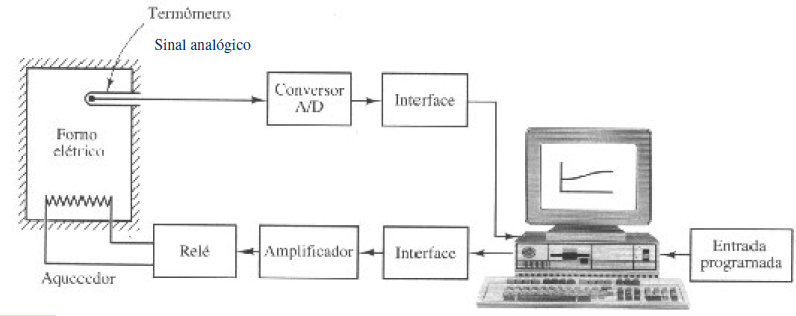 Termômetro
Sinal analógico
Conversor
A/D
Interface
Forno
elétrico
Relé
Amplificador
Interface
Entrada
programada
Aquecedor